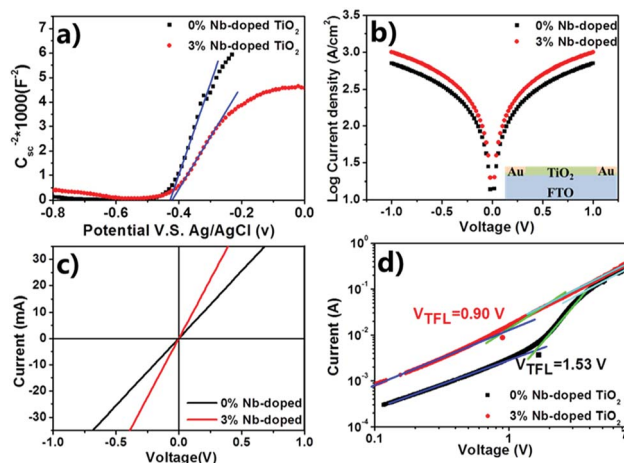 a)
0% Nb-doped TiO2
3% Nb-doped TiO2
Csc^-2*1000(F^-2)
6
5
4
3
2
1
0
-0.8 -0.6 -0.4 -0.2 0.0
Potential V.S. Ag/AgCl (v)
b)
0% Nb-doped
3% Nb-doped
Log Current density (A/cm²)
4.0
3.5
3.0
2.5
2.0
1.5
1.0
Au TiO2 Au
FTO
-1.0 -0.5 0.0 0.5 1.0
Voltage (V)
c)
Current (mA)
30
20
10
0
-10
-20
-30
0% Nb-doped
3% Nb-doped
-1.0 -0.5 0.0 0.5 1.0
Voltage(V)
d)
Current (A)
10^0
10^-1
10^-2
10^-3
10^-4
VTFL=0.90 V
VTFL=1.53 V
0% Nb-doped TiO2
3% Nb-doped TiO2
0.1 1
Voltage (V)